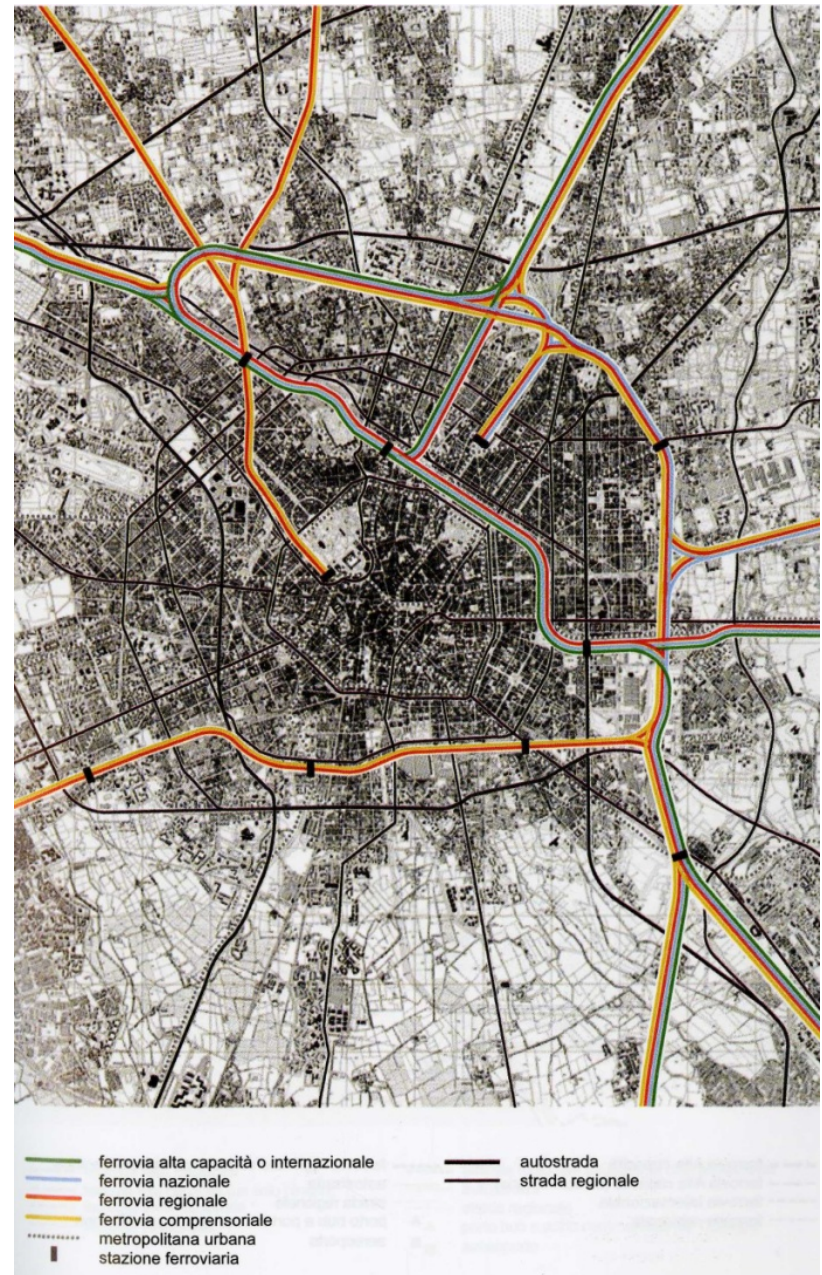 ferrovia alta capacità o internazionale
ferrovia nazionale
ferrovia regionale
ferrovia comprensoriale
metropolitana urbana
stazione ferroviaria
autostrada
strada regionale